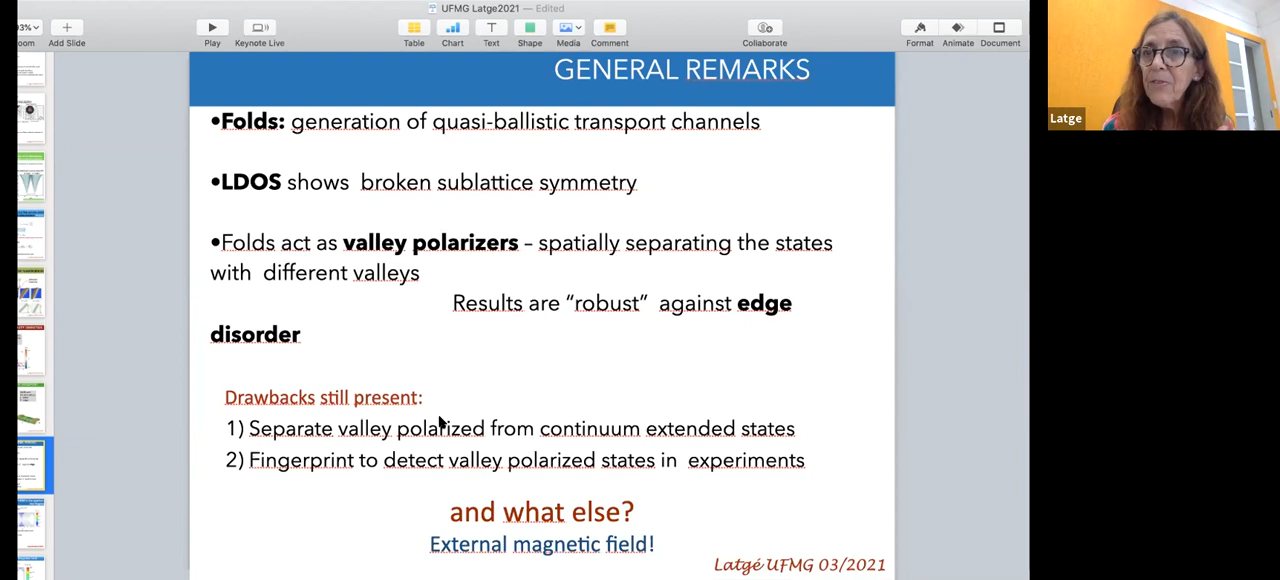 UFMG Latge2021 — Edited
Add Slide
Play
Keynote Live
Table
Chart
Text
Shape
Media
Comment
Collaborate
Format
Animate
Document
Latge
GENERAL REMARKS
•Folds: generation of quasi-ballistic transport channels
•LDOS shows broken sublattice symmetry
•Folds act as valley polarizers – spatially separating the states
with different valleys
Results are “robust” against edge
disorder
Drawbacks still present:
1) Separate valley polarized from continuum extended states
2) Fingerprint to detect valley polarized states in experiments
and what else?
External magnetic field!
Latgé UFMG 03/2021